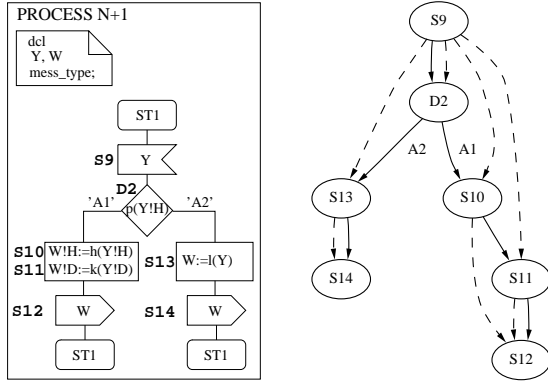 PROCESS N+1
dcl
Y, W
mess_type;
ST1
S9
Y
D2
p(Y!H)
'A1'
'A2'
S10
W!H:=h(Y!H)
S11
W!D:=k(Y!D)
S13
W:=l(Y)
S12
W
S14
W
ST1
ST1
S9
D2
A2
A1
S13
S10
S14
S11
S12